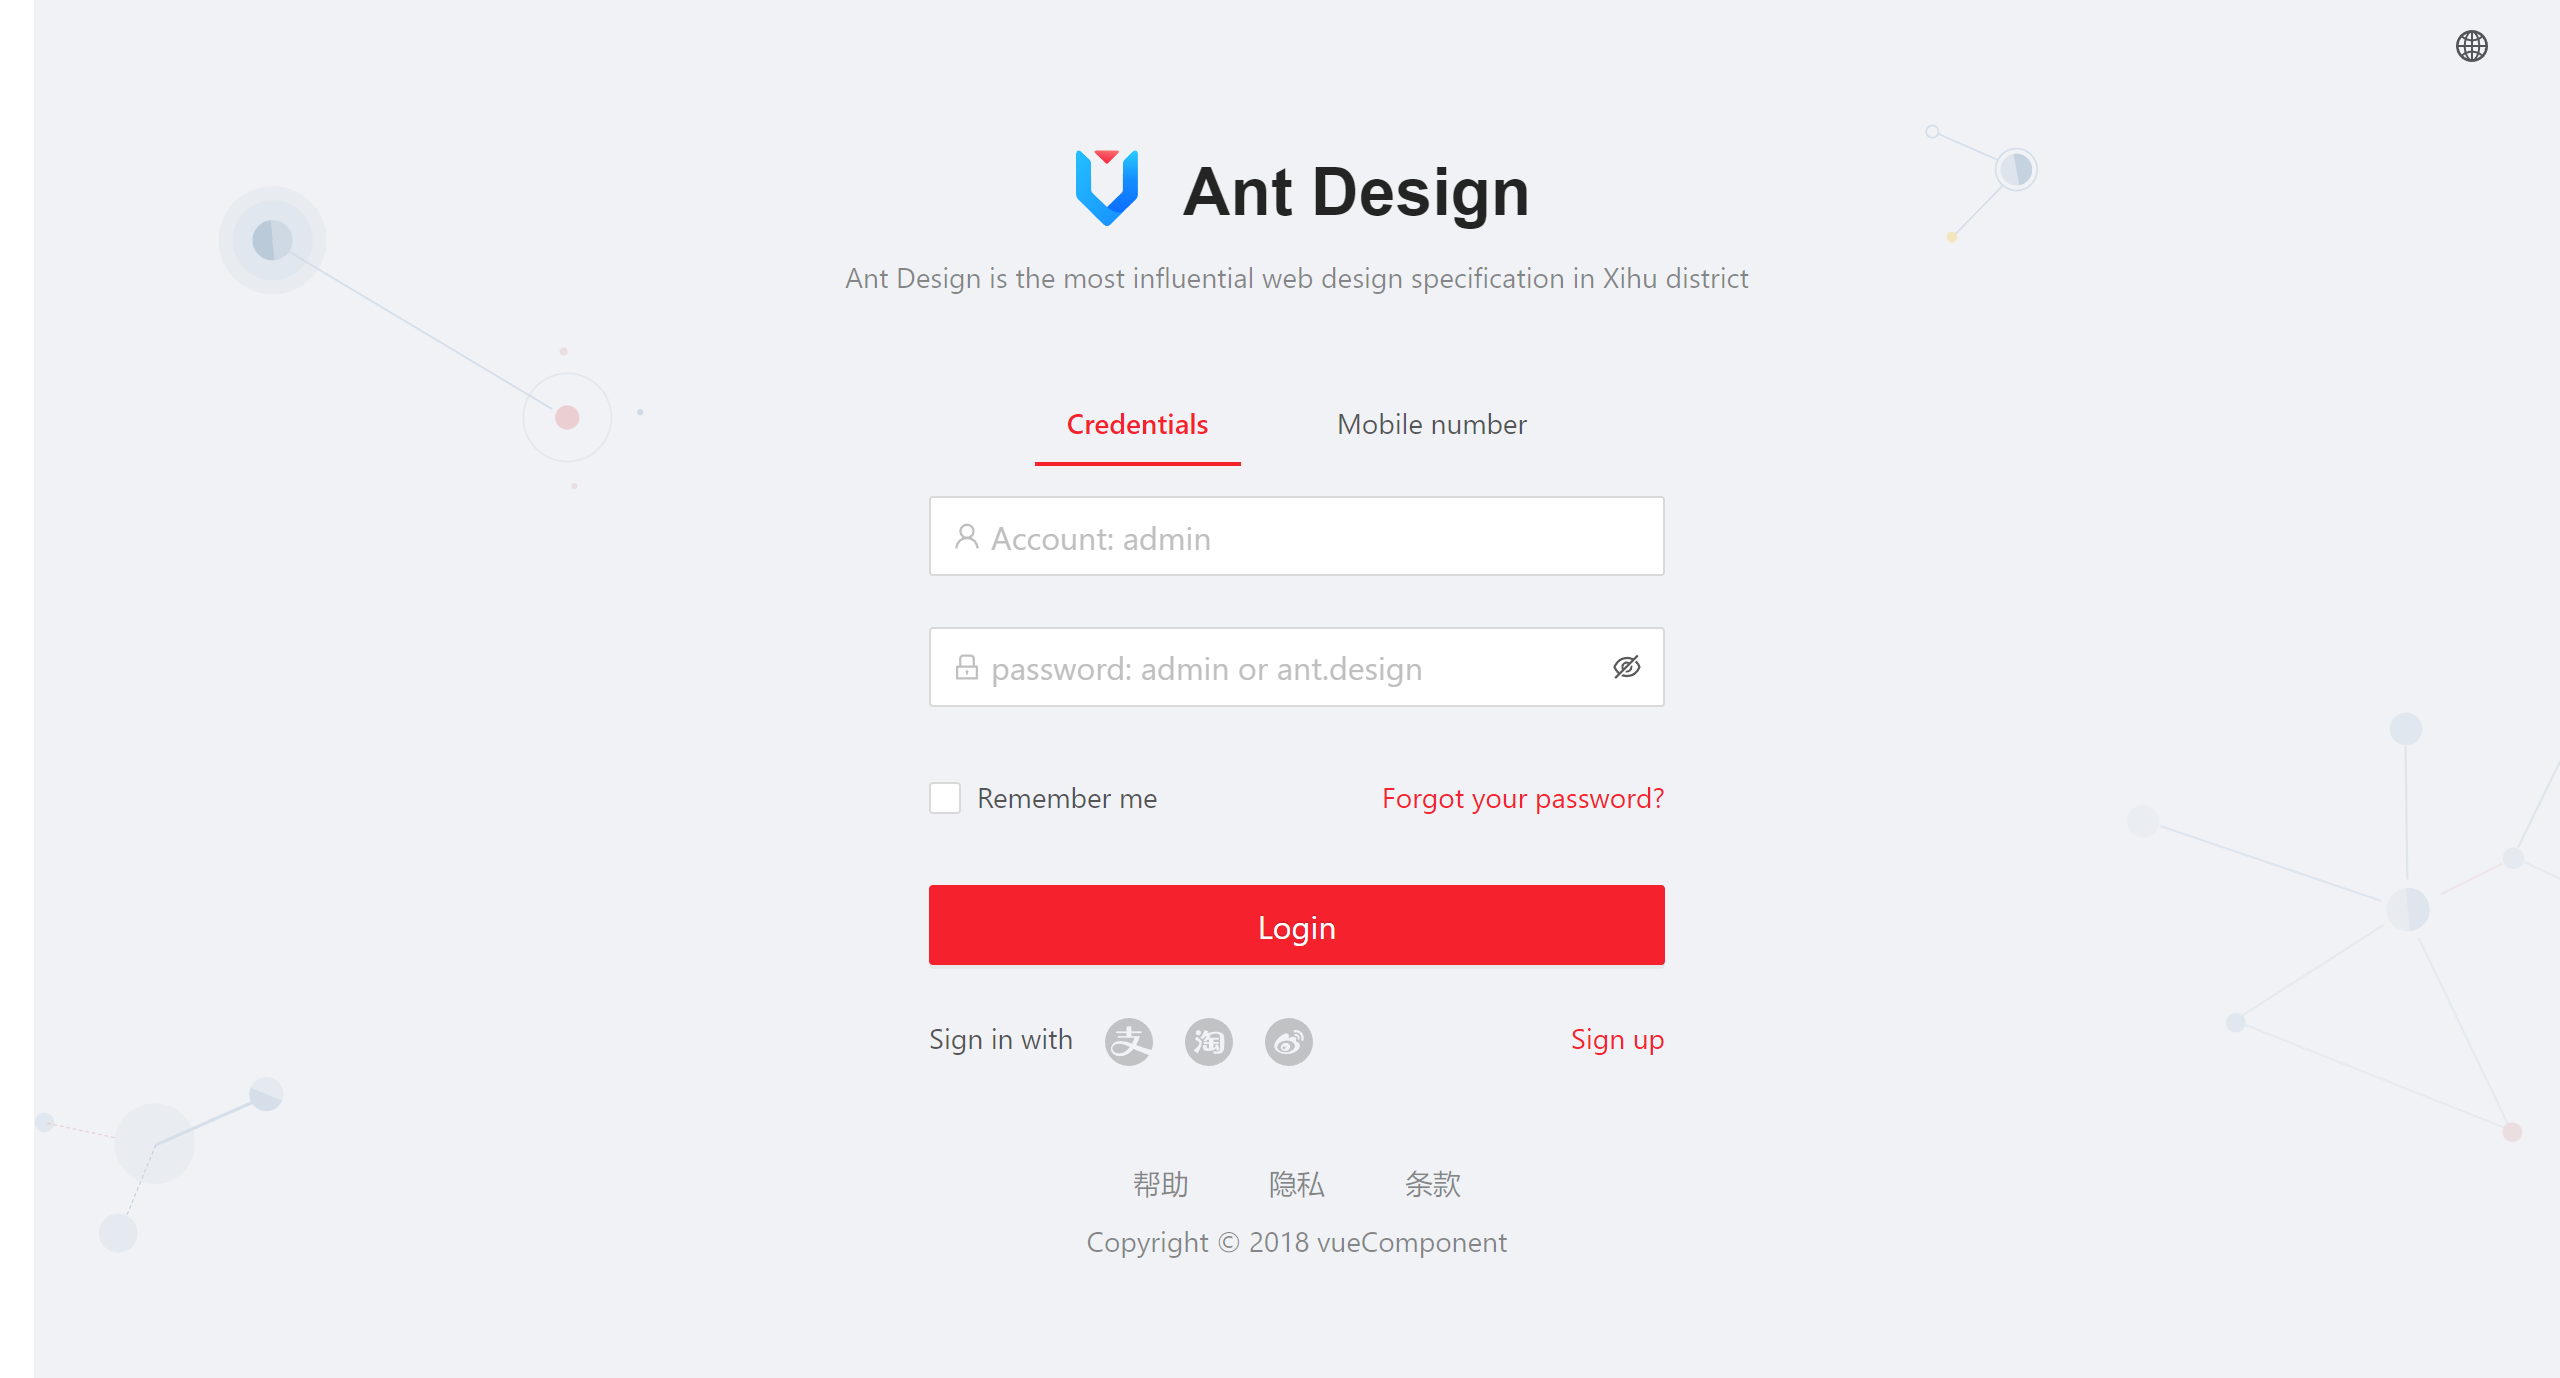 Ant Design
Ant Design is the most influential web design specification in Xihu district
Credentials Mobile number
Account: admin
password: admin or ant.design
Remember me Forgot your password?
Login
Sign in with 支 淘 Sign up
帮助 隐私 条款
Copyright © 2018 vueComponent